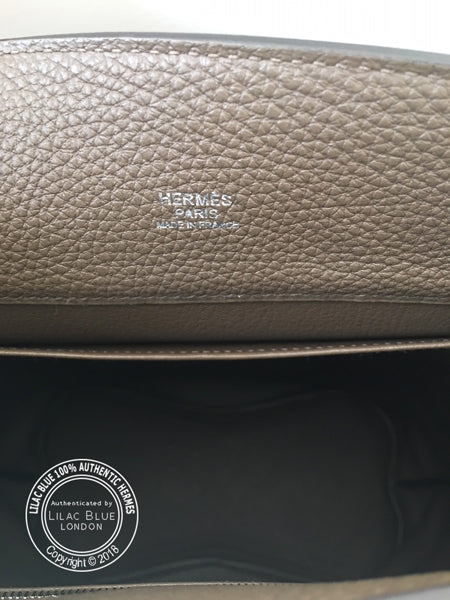 HERMÈS
PARIS
MADE IN FRANCE
LILAC BLUE 100% AUTHENTIC HERMES
Authenticated by
LILAC BLUE
LONDON
Copyright © 2018